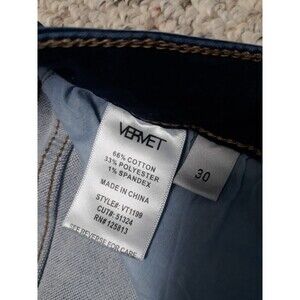 VERVET
66% COTTON
33% POLYESTER
1% SPANDEX
MADE IN CHINA
STYLE#-VT1199
CUT#: 51324
RN# 125813
SEE REVERSE FOR CARE
30